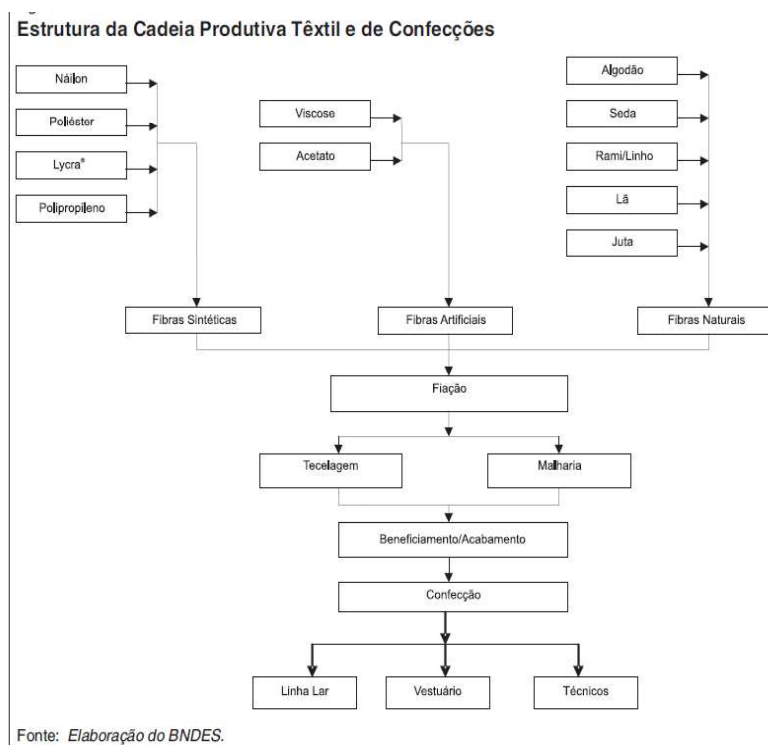 Estrutura da Cadeia Produtiva Têxtil e de Confecções
Náilon
Poliéster
Lycra®
Polipropileno
Viscose
Acetato
Algodão
Seda
Rami/Linho
Lã
Juta
Fibras Sintéticas
Fibras Artificiais
Fibras Naturais
Fiação
Tecelagem
Malharia
Beneficiamento/Acabamento
Confecção
Linha Lar
Vestuário
Técnicos
Fonte: Elaboração do BNDES.